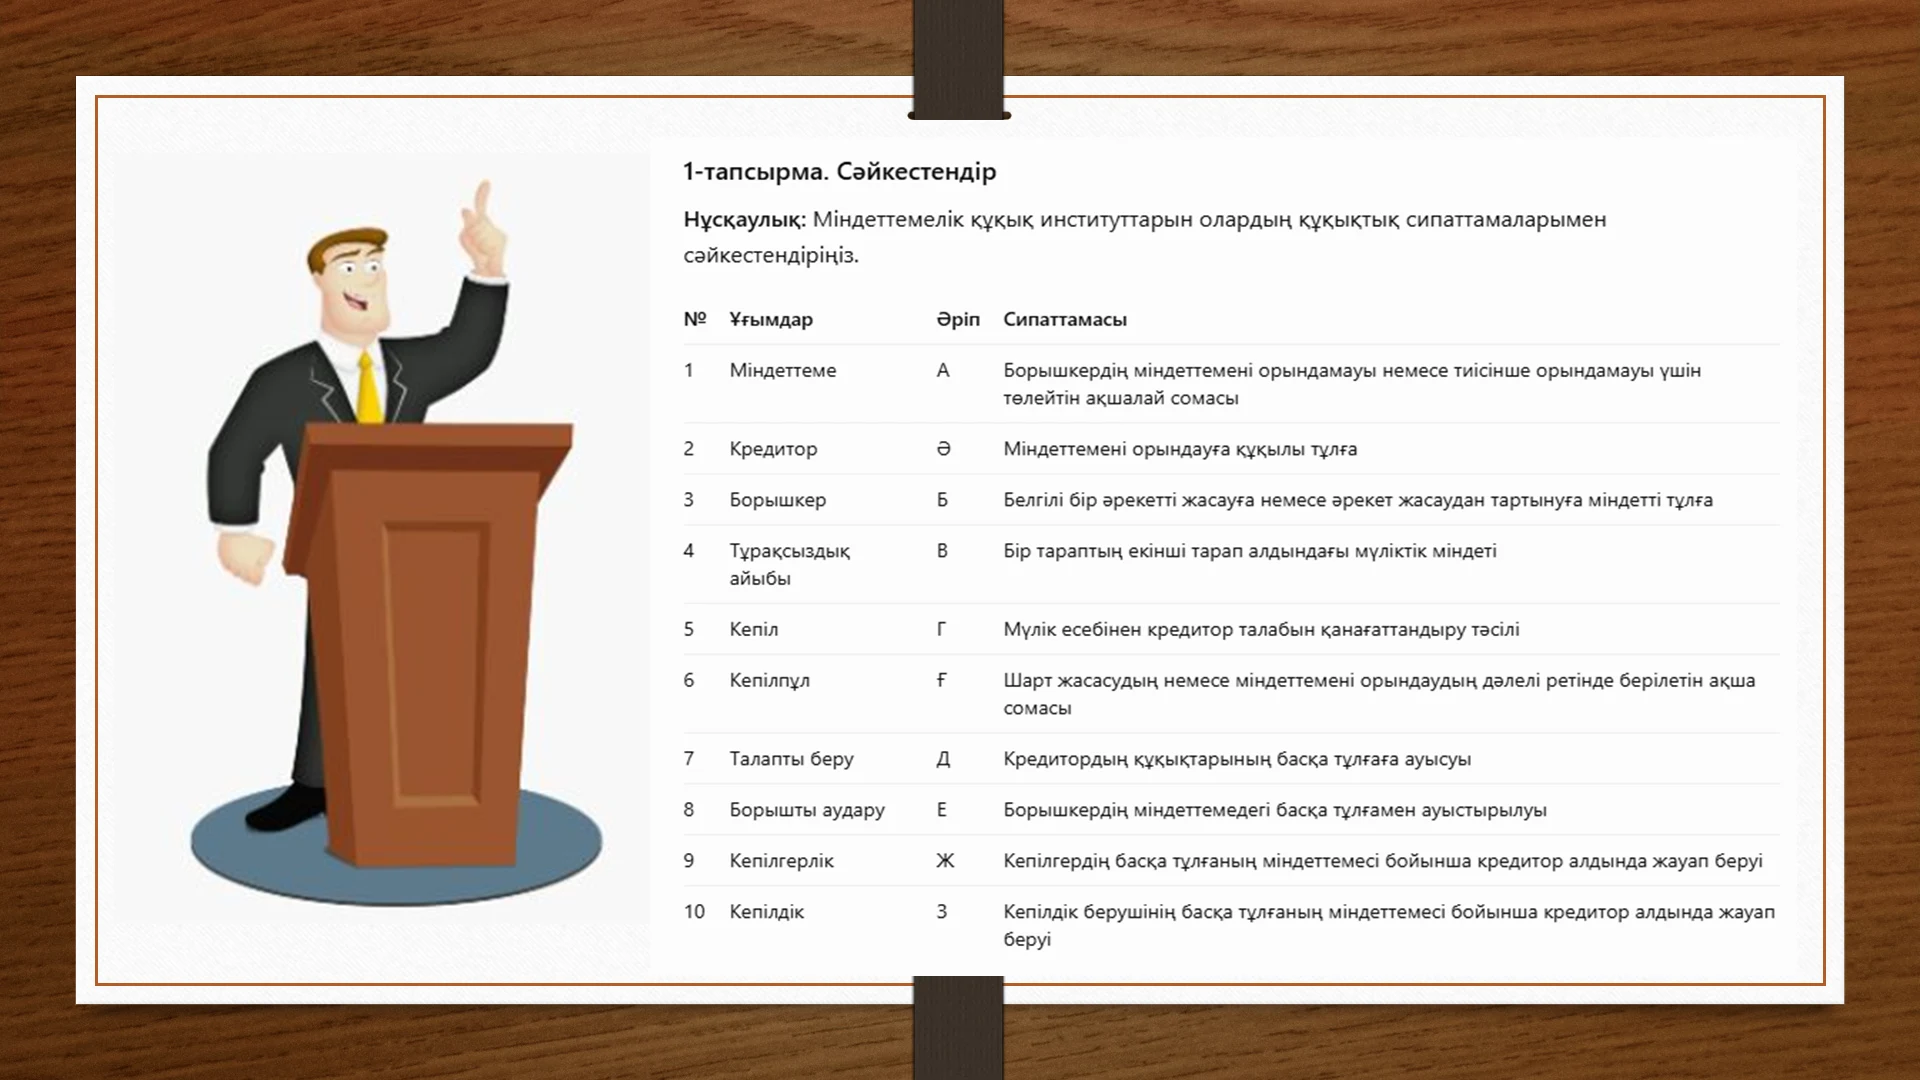 1-тапсырма. Сәйкестендір
Нұсқаулық: Міндеттемелік құқық институттарын олардың құқықтық сипаттамаларымен
сәйкестендіріңіз.
№ Ұғымдар Әріп Сипаттамасы
1 Міндеттеме А Борышкердің міндеттемені орындамауы немесе тиісінше орындамауы үшін
төлейтін ақшалай сомасы
2 Кредитор Ә Міндеттемені орындауға құқылы тұлға
3 Борышкер Б Белгілі бір әрекетті жасауға немесе әрекет жасаудан тартынуға міндетті тұлға
4 Тұрақсыздық В Бір тараптың екінші тарап алдындағы мүліктік міндеті
айыбы
5 Кепіл Г Мүлік есебінен кредитор талабын қанағаттандыру тәсілі
6 Кепілпұл Ғ Шарт жасасудың немесе міндеттемені орындаудың дәлелі ретінде берілетін ақша
сомасы
7 Талапты беру Д Кредитордың құқықтарының басқа тұлғаға ауысуы
8 Борышты аудару Е Борышкердің міндеттемедегі басқа тұлғамен ауыстырылуы
9 Кепілгерлік Ж Кепілгердің басқа тұлғаның міндеттемесі бойынша кредитор алдында жауап беруі
10 Кепілдік З Кепілдік берушінің басқа тұлғаның міндеттемесі бойынша кредитор алдында жауап
беруі